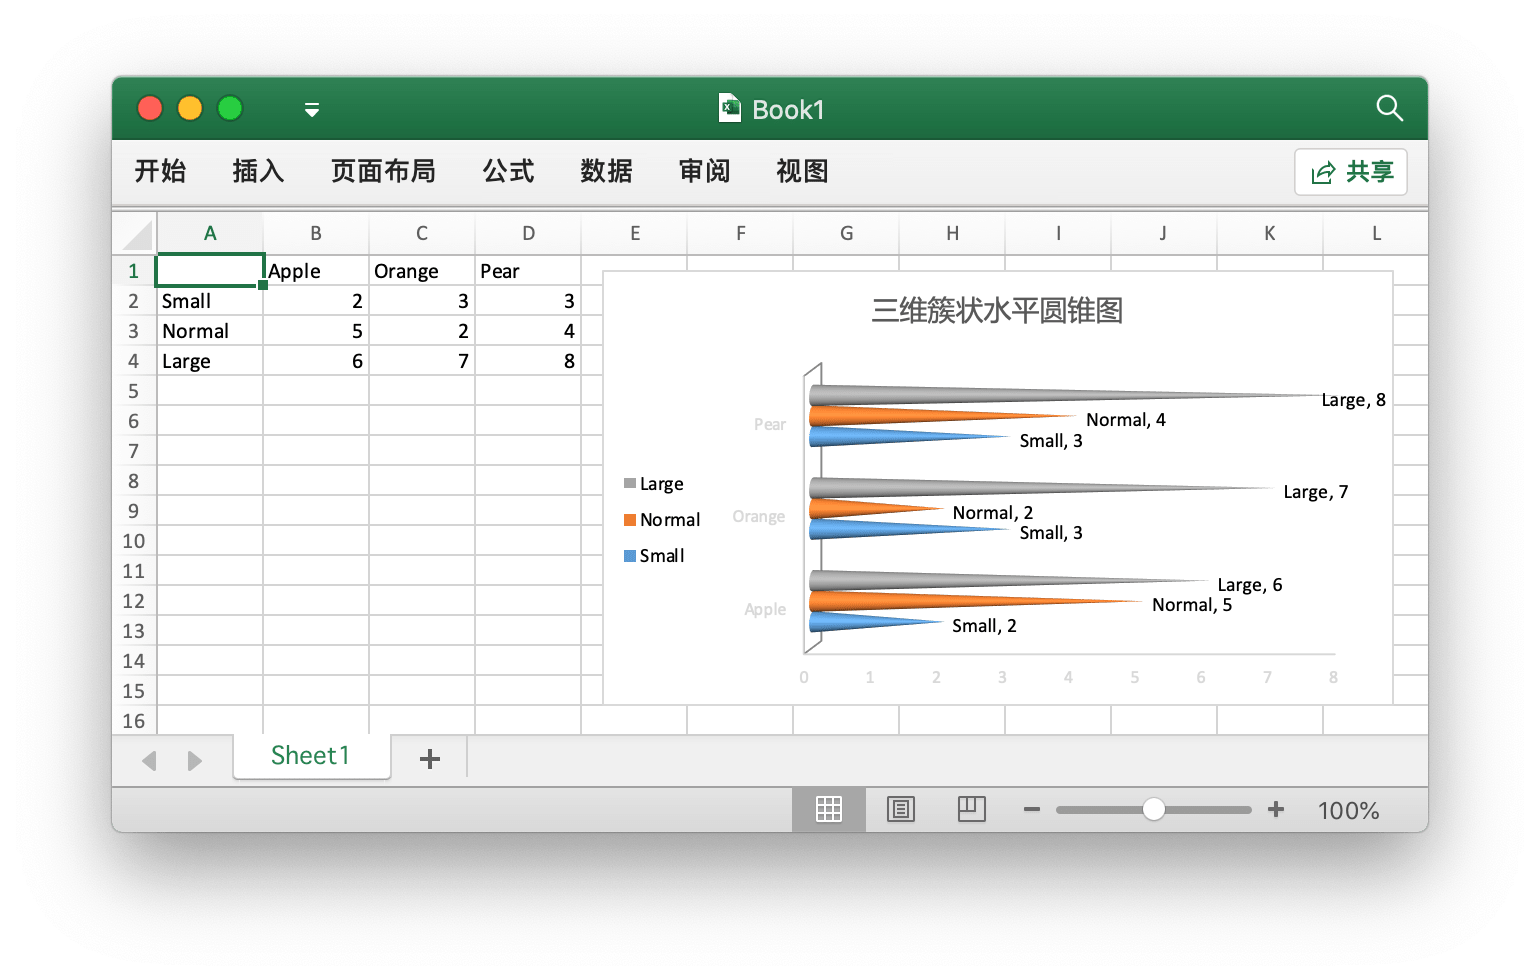 Book1
开始 插入 页面布局 公式 数据 审阅 视图 共享
A B C D E F G H I J K L
1 Apple Orange Pear
2 Small 2 3 3
3 Normal 5 2 4
4 Large 6 7 8
5
6
7
8
9
10
11
12
13
14
15
16
三维簇状水平圆锥图
Large
Normal
Small
Pear
Large, 8
Normal, 4
Small, 3
Orange
Large, 7
Normal, 2
Small, 3
Apple
Large, 6
Normal, 5
Small, 2
0 1 2 3 4 5 6 7 8
Sheet1
100%